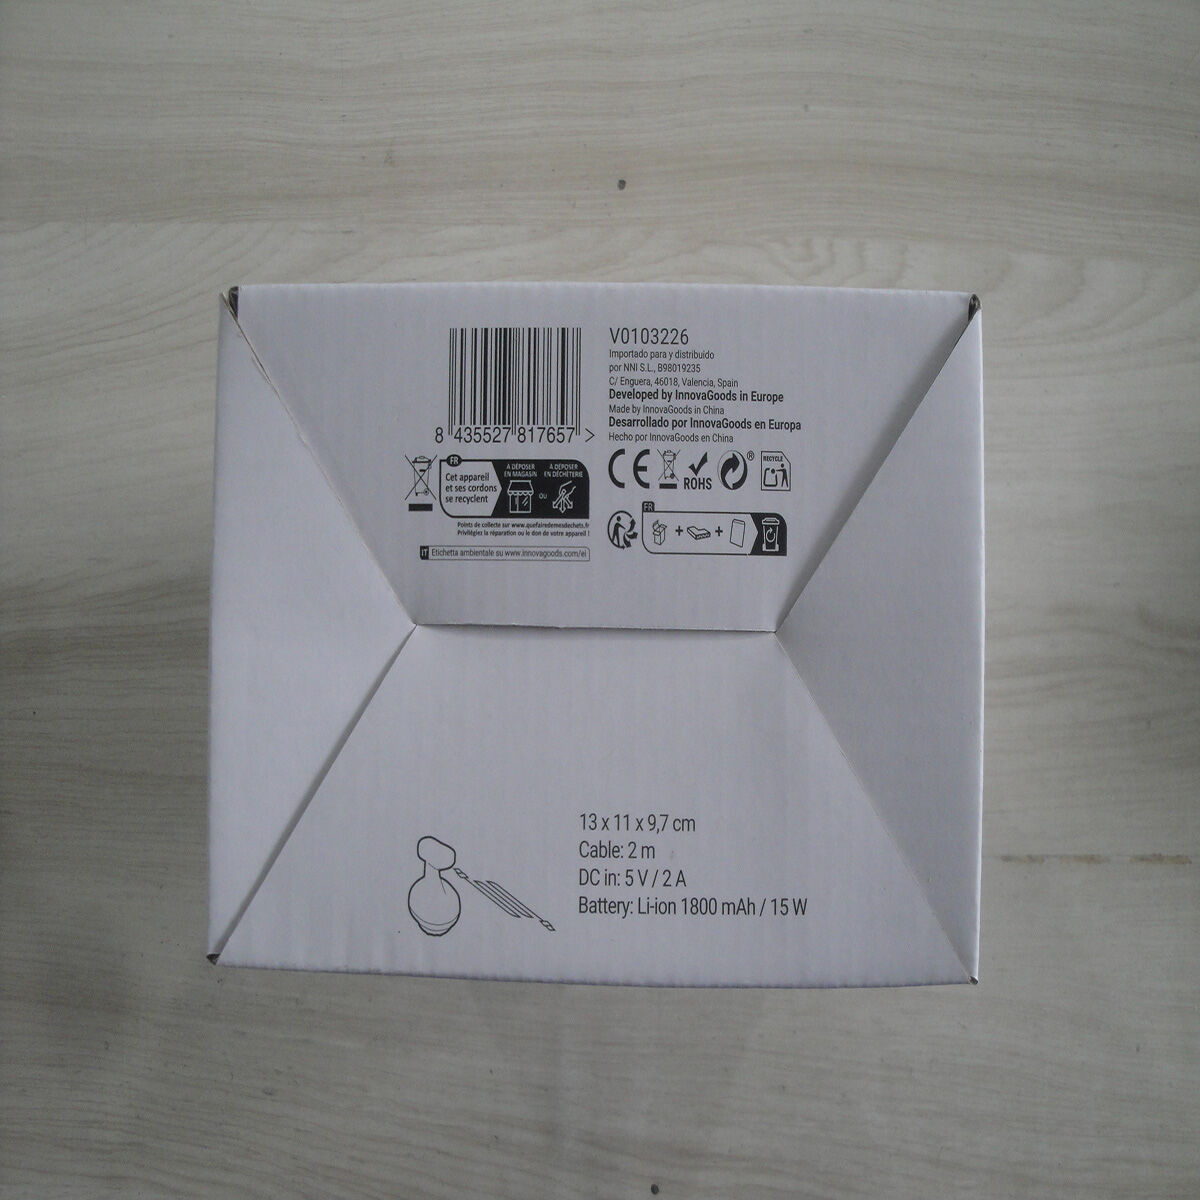 8 435527 817657 >
V0103226
Importado para y distribuido
por NNI S.L., B98019235
C/ Enguera, 46018, Valencia, Spain
Developed by InnovaGoods in Europe
Made by InnovaGoods in China
Desarrollado por InnovaGoods en Europa
Hecho por InnovaGoods en China
FR
Cet appareil
et ses cordons
se recyclent
À DÉPOSER
EN MAGASIN
OU
À DÉPOSER
EN DÉCHÈTERIE
Points de collecte sur www.quefairedemesdechets.fr
Privilégiez la réparation ou le don de votre appareil !
IT Etichetta ambientale su www.innovagoods.com/ei
CE
ROHS
®
RECYCLE
FR
+ +
13 x 11 x 9,7 cm
Cable: 2 m
DC in: 5 V / 2 A
Battery: Li-ion 1800 mAh / 15 W